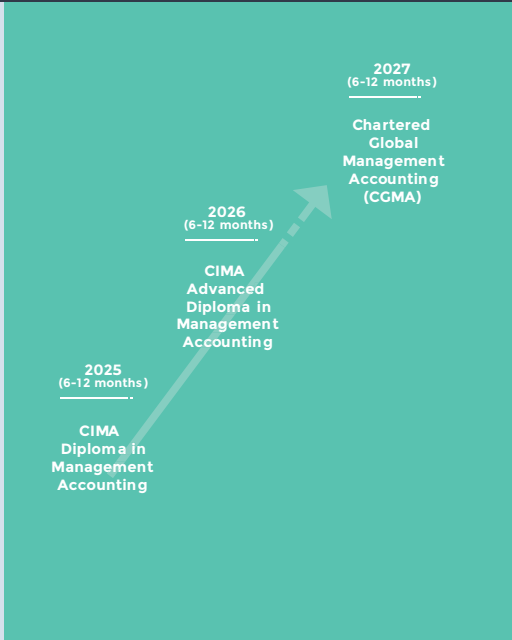 2027
(6-12 months)
Chartered
Global
Management
Accounting
(CGMA)
2026
(6-12 months)
CIMA
Advanced
Diploma in
Management
Accounting
2025
(6-12 months)
CIMA
Diploma in
Management
Accounting